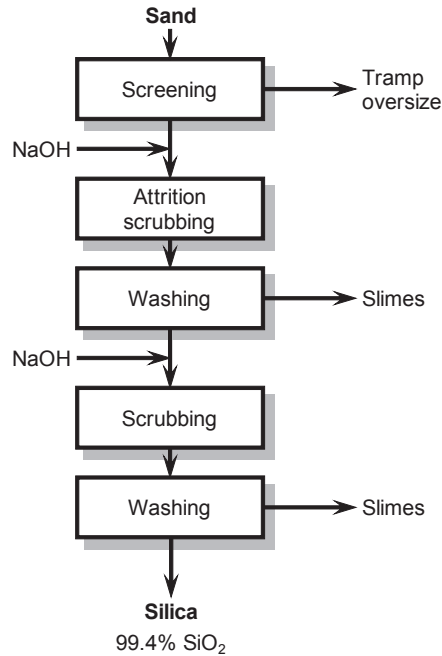 Sand
Screening
Tramp
oversize
NaOH
Attrition
scrubbing
Washing
Slimes
NaOH
Scrubbing
Washing
Slimes
Silica
99.4% SiO₂